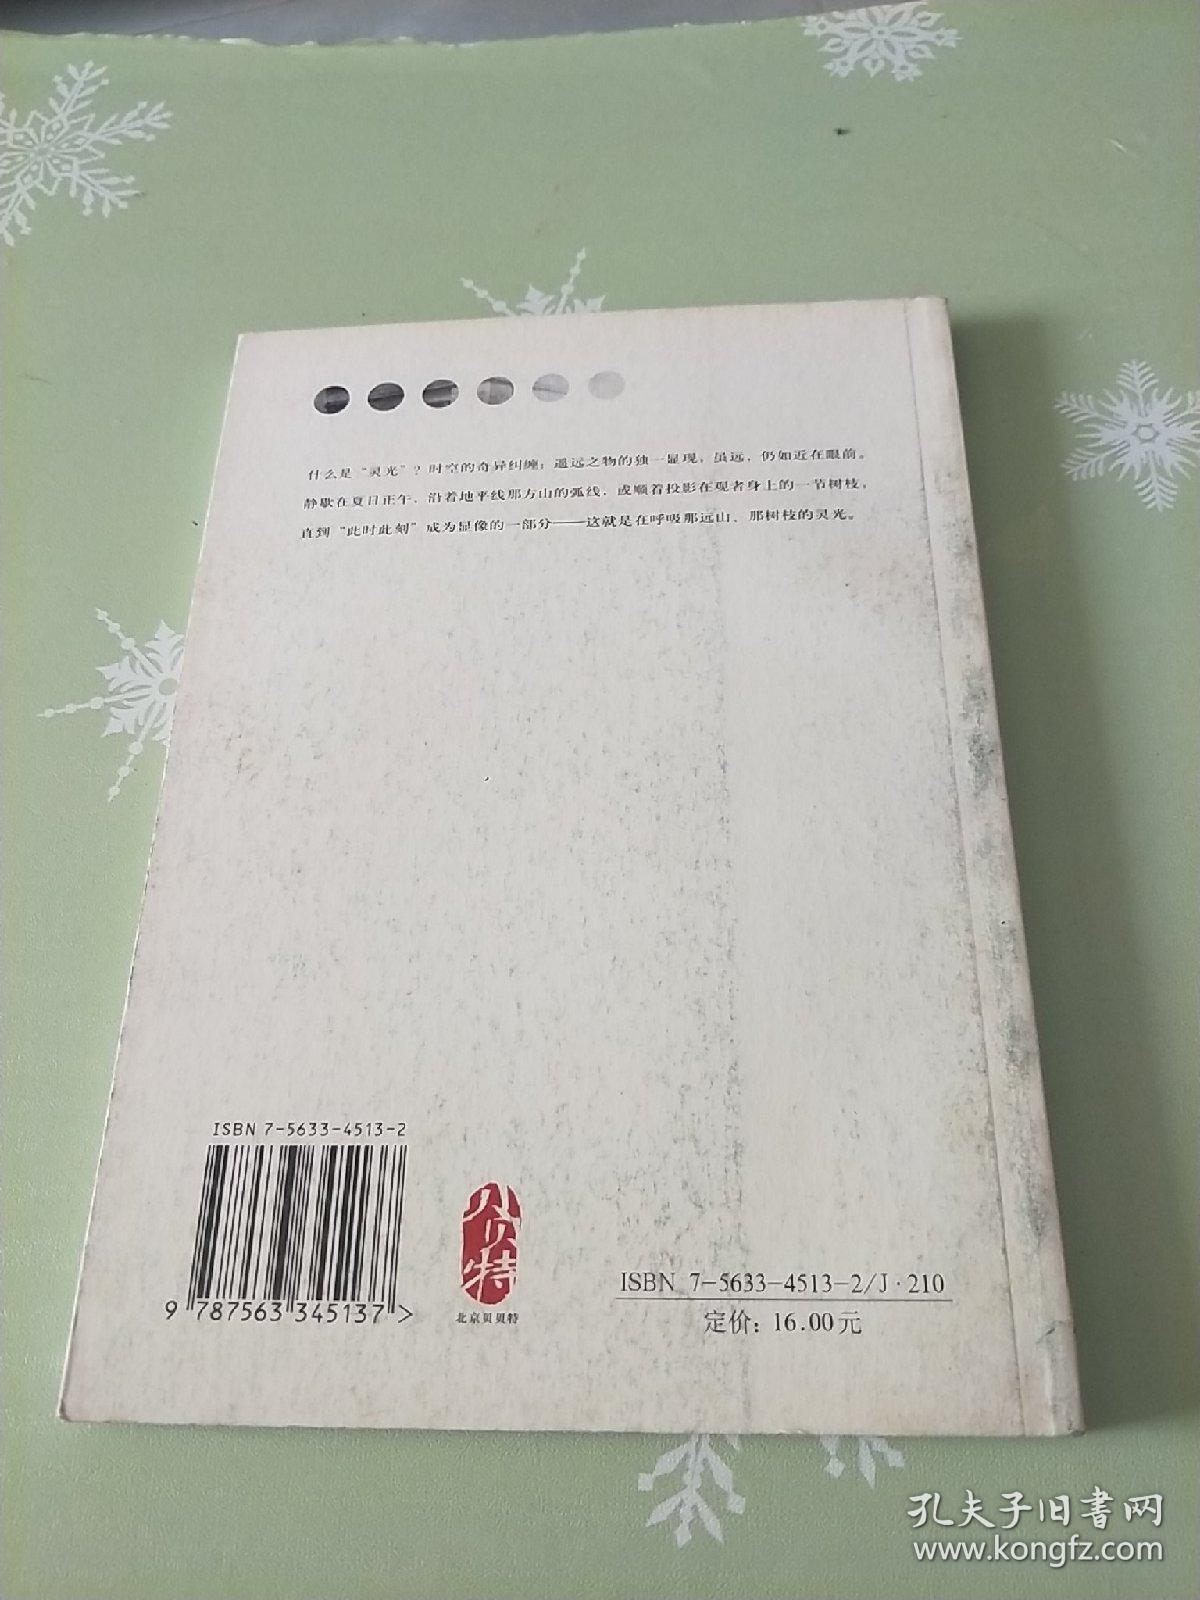 什么是“灵光”？时空的奇异纠缠：遥远之物的独一显现，虽远，仍如近在眼前。
静歇在夏日正午，沿着地平线那方山的弧线，或顺着投影在观者身上的一节树枝，
直到“此时此刻”成为显像的一部分——这就是在呼吸那远山、那树枝的灵光。
ISBN 7-5633-4513-2
9 787563 345137 >
贝贝特
北京贝贝特
ISBN 7-5633-4513-2/J·210
定价：16.00元
孔夫子旧书网
www.kongfz.com